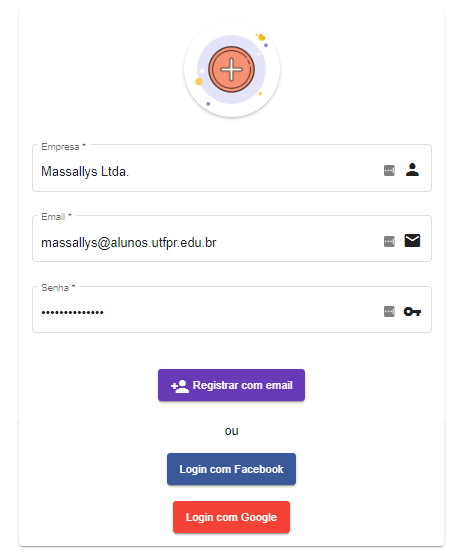 Empresa *
Massallys Ltda.
Email *
massallys@alunos.utfpr.edu.br
Senha *
••••••••••••••
Registrar com email
ou
Login com Facebook
Login com Google